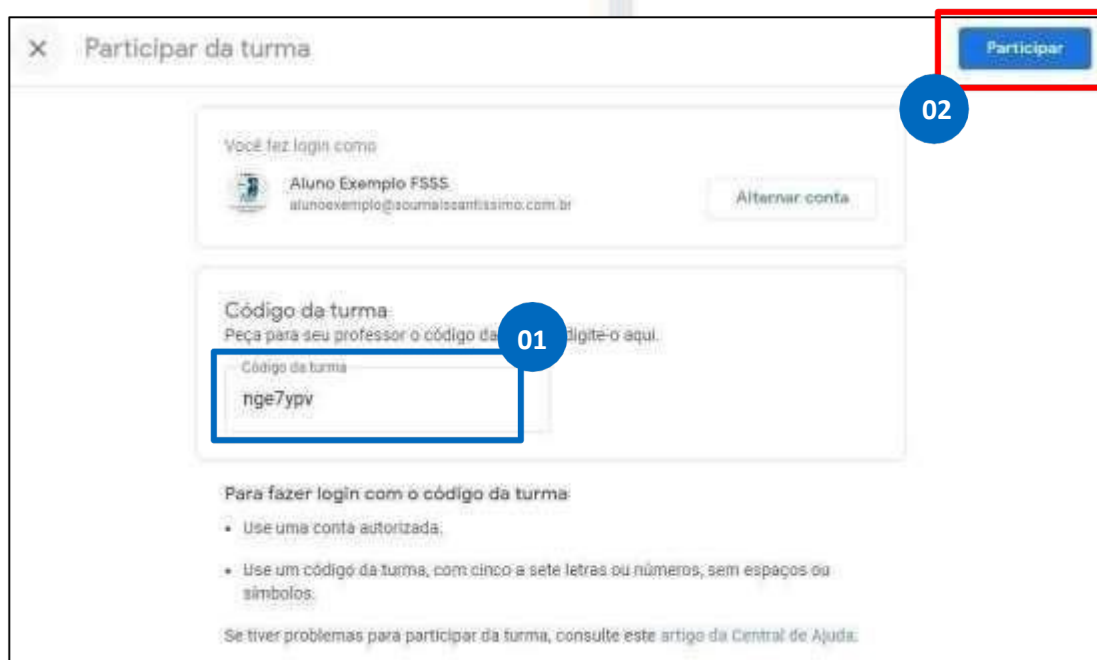 × Participar da turma
Participar
02
Você fez login como
Aluno Exemplo FSSS
alunoexemplo@soumaissantissimo.com.br
Alternar conta
Código da turma
Peça para seu professor o código da digite-o aqui.
01
Código da turma
nge7ypv
Para fazer login com o código da turma
• Use uma conta autorizada.
• Use um código da turma, com cinco a sete letras ou números, sem espaços ou
símbolos.
Se tiver problemas para participar da turma, consulte este artigo da Central de Ajuda.